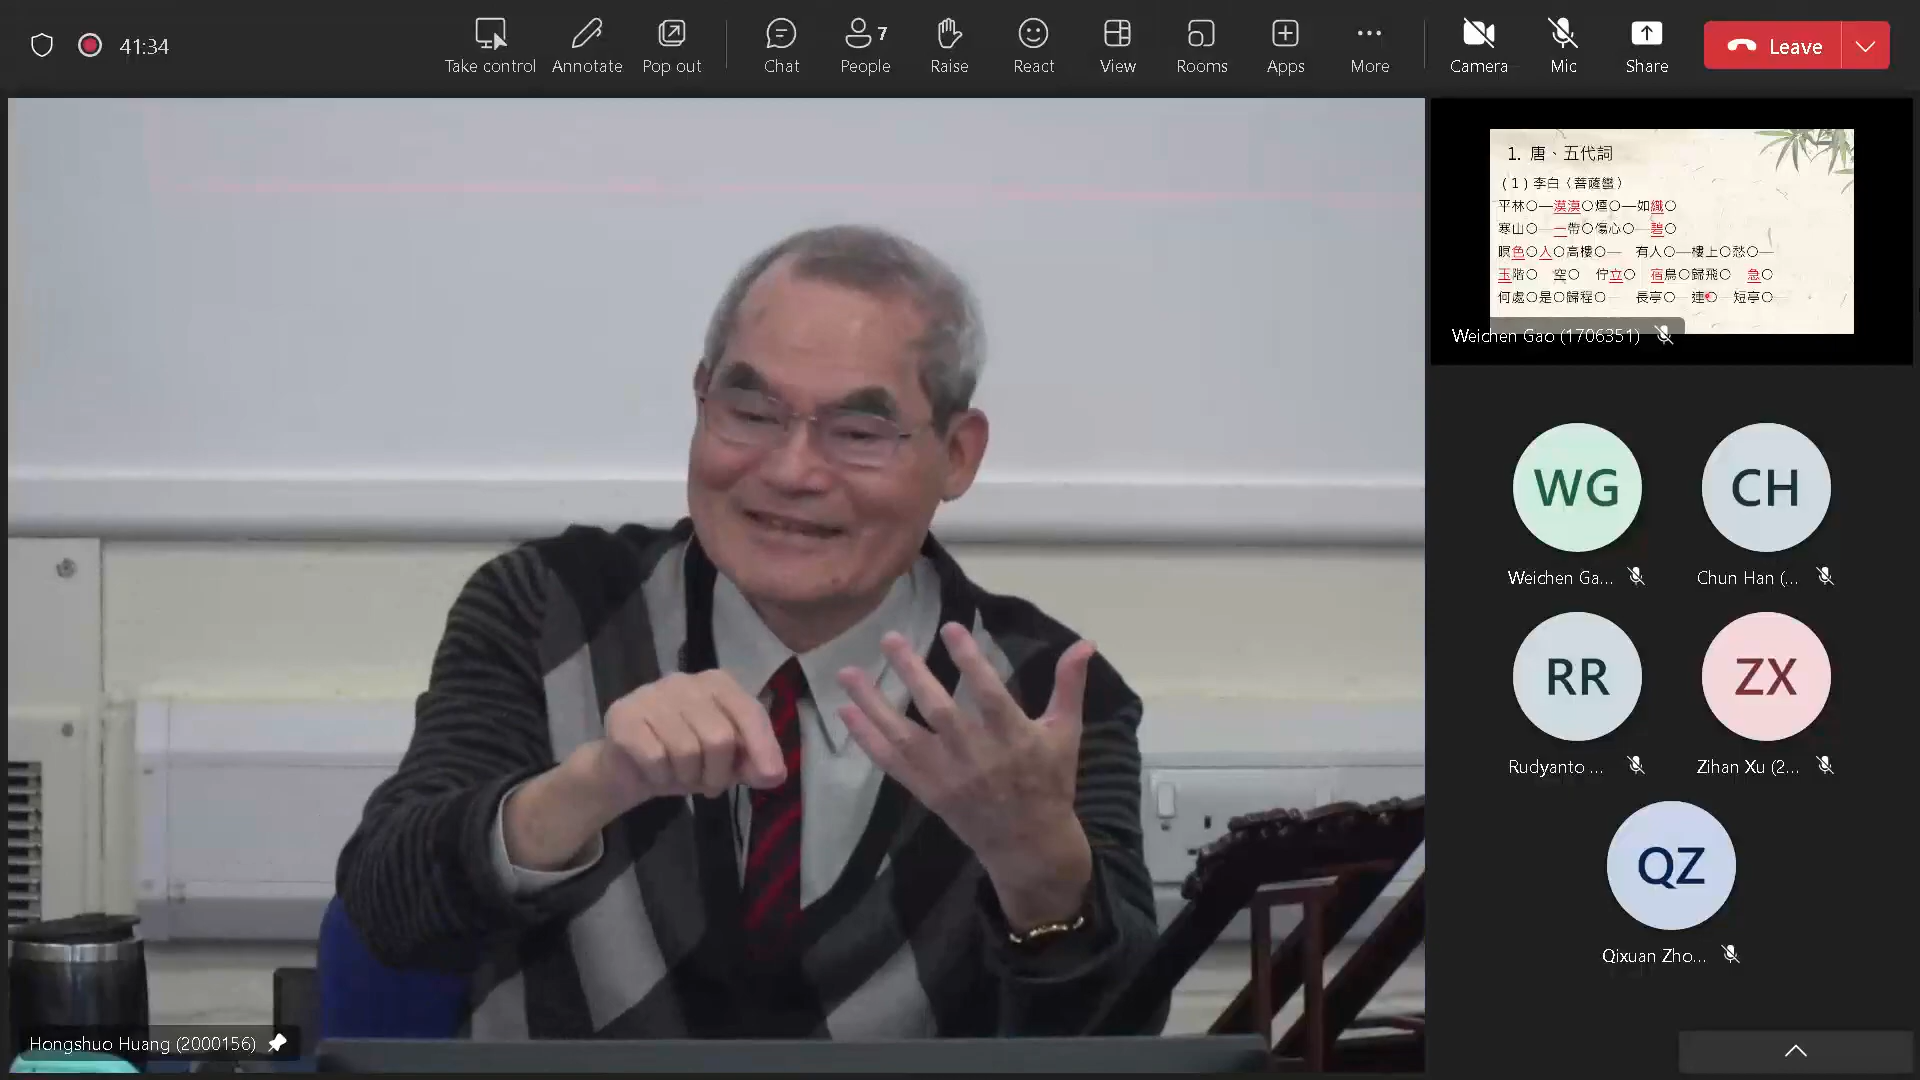 41:34
Take control
Annotate
Pop out
Chat
People 7
Raise
React
View
Rooms
Apps
More
Camera
Mic
Share
Leave
1. 唐、五代詞
(1)李白〈菩薩蠻〉
平林○—漠漠○煙○—如織○
寒山○ 一帶○傷心○ 碧○
暝色○入○高樓○— 有人○—樓上○愁○—
玉階○ 空○ 佇立○ 宿鳥○歸飛○ 急○
何處○是○歸程○— 長亭○ 連○ 短亭○
Weichen Gao (1706351)
WG
CH
Weichen Ga...
Chun Han (...
RR
ZX
Rudyanto ...
Zihan Xu (2...
QZ
Qixuan Zho...
Hongshuo Huang (2000156)